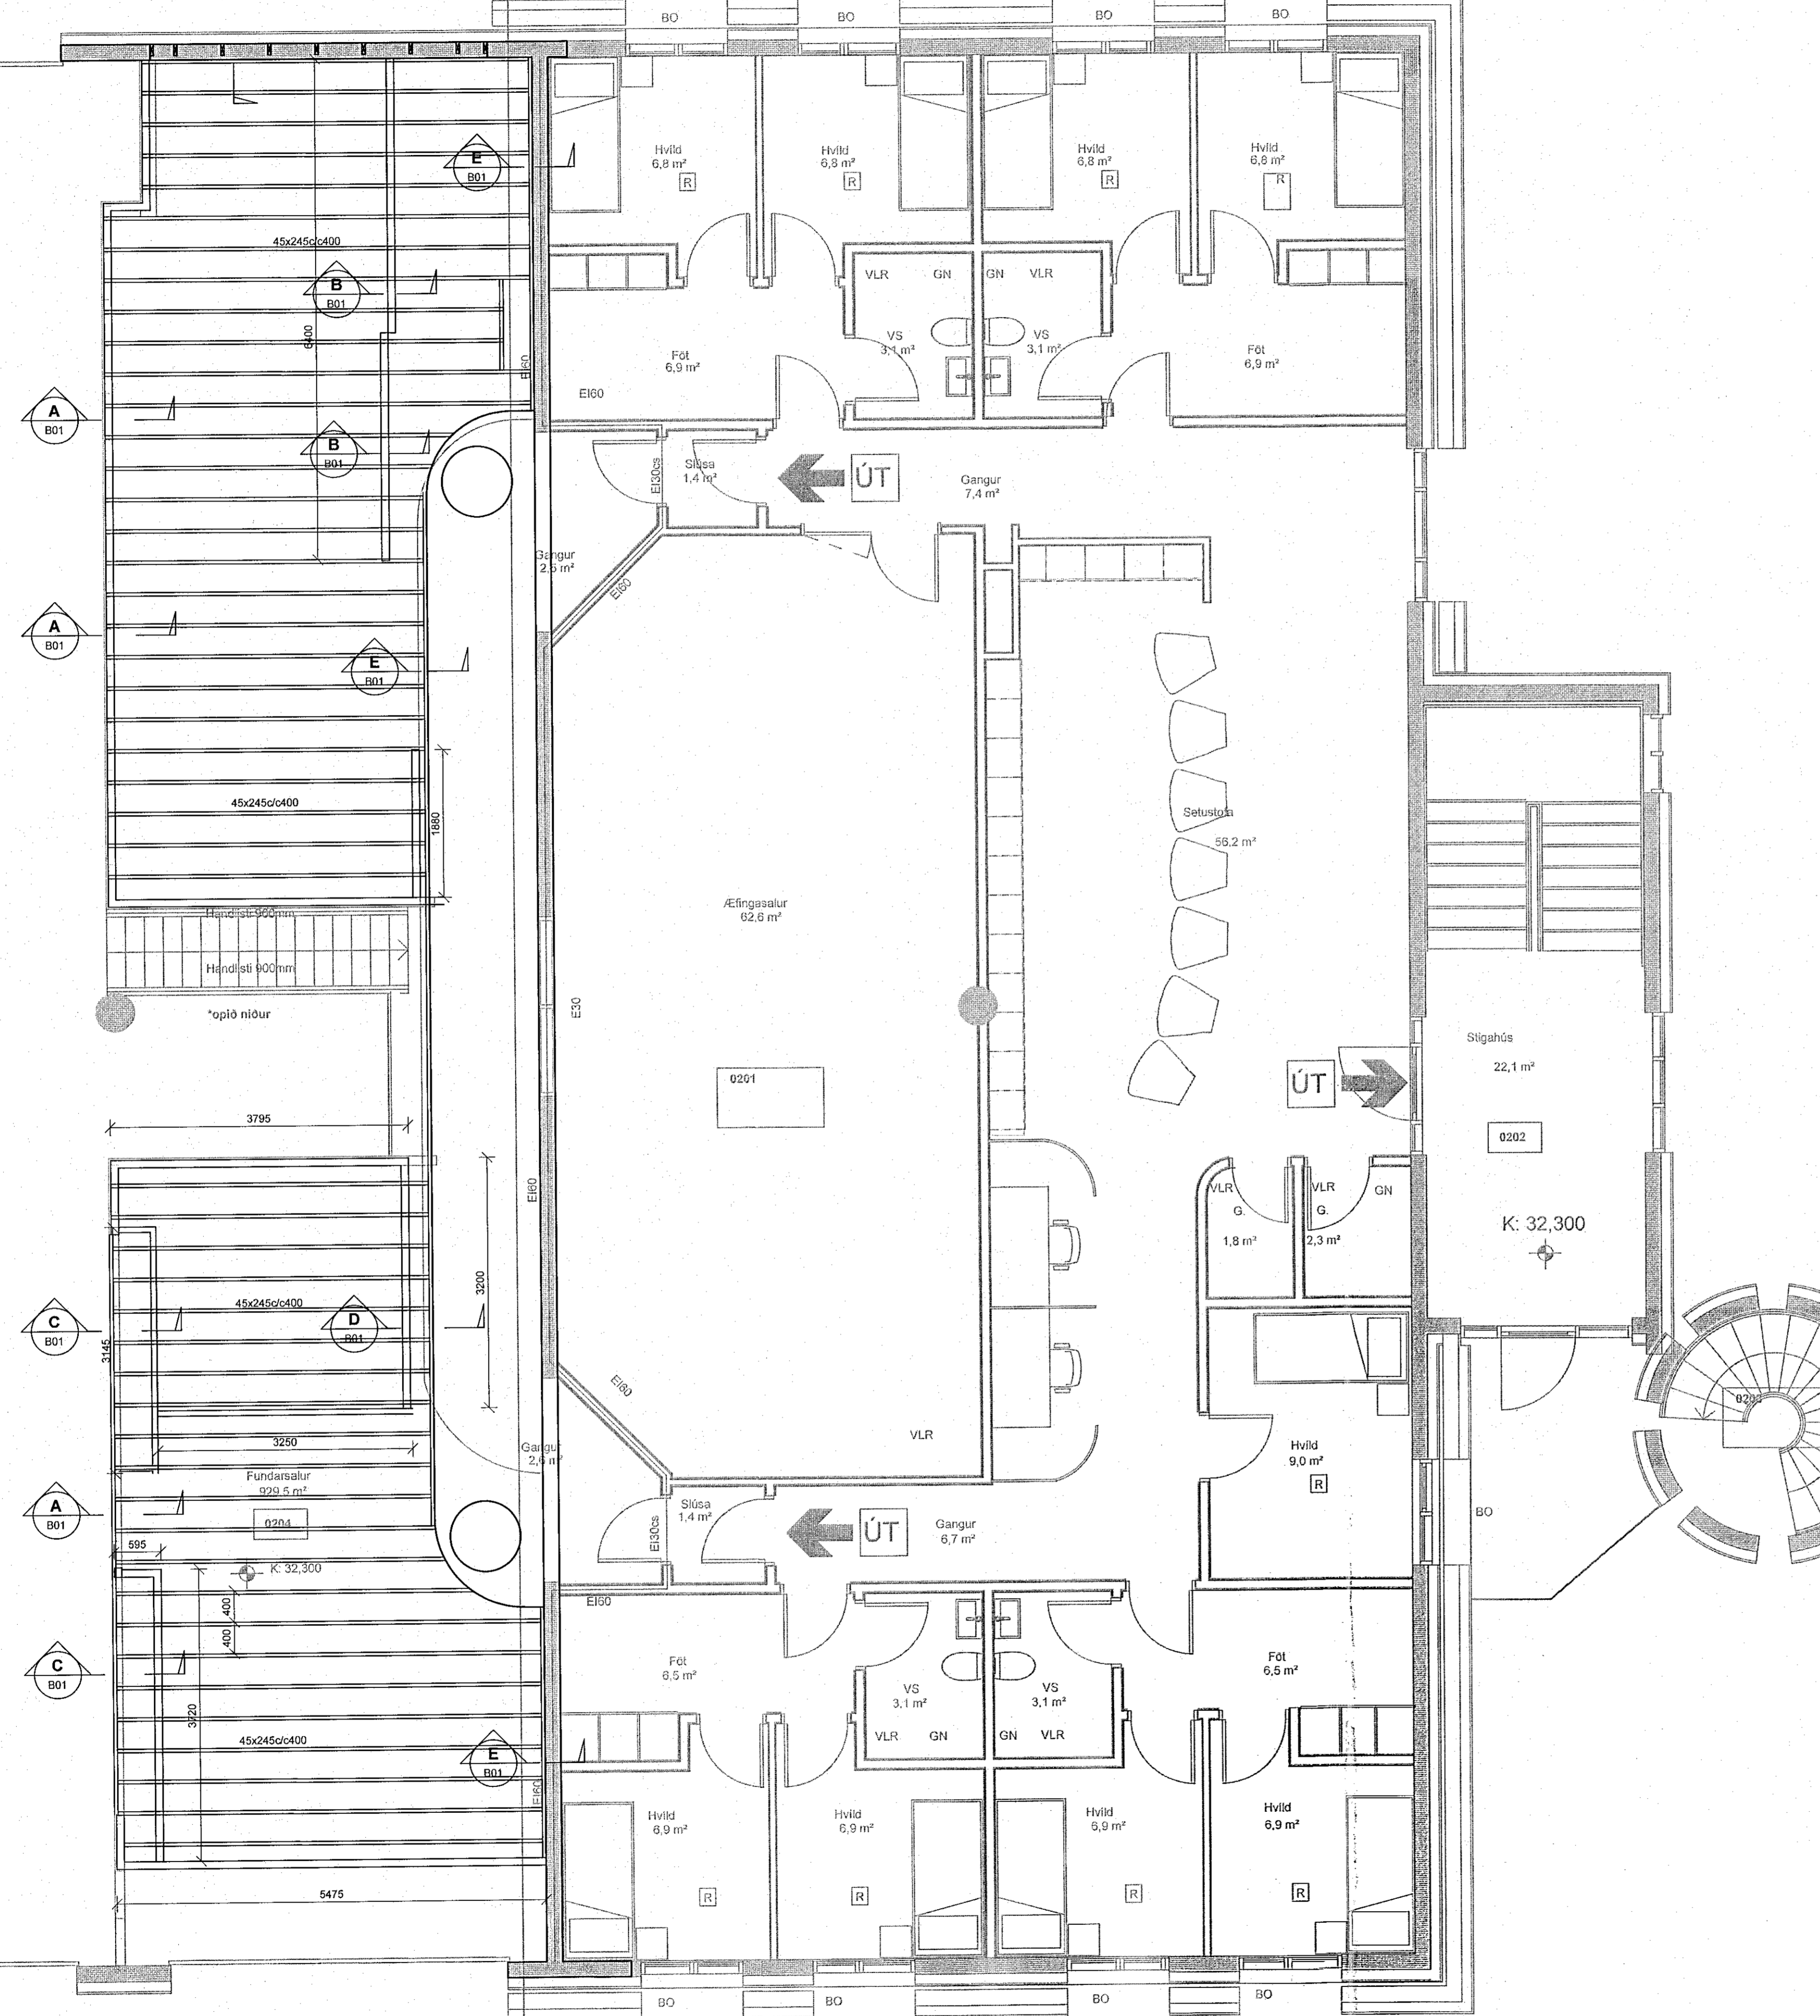 BO
BO
BO
BO
Hvíld
6,8 m²
R
Hvíld
6,8 m²
R
Hvíld
6,8 m²
R
Hvíld
6,8 m²
R
E
B01
45x245c/c400
B
B01
6400
EI60
VLR
GN
GN
VLR
VS
3,1 m²
VS
3,1 m²
Föt
6,9 m²
Föt
6,9 m²
EI60
A
B01
B
B01
EI30cs
Slúsa
1,4 m²
ÚT
Gangur
7,4 m²
Gangur
2,6 m²
EI60
A
B01
E
B01
45x245c/c400
1880
Setustofa
56,2 m²
Æfingasalur
62,6 m²
Handlisti 900mm
Handlisti 900mm
*opið niður
E30
Stigahús
22,1 m²
0201
ÚT
0202
3795
EI60
VLR
G.
1,8 m²
VLR
G.
2,3 m²
GN
K: 32,300
3200
45x245c/c400
C
B01
D
B01
3145
EI60
3250
VLR
Gangur
2,6 m²
Hvíld
9,0 m²
R
Fundarsalur
929,5 m²
0204
A
B01
595
K: 32,300
EI30cs
Slúsa
1,4 m²
ÚT
Gangur
6,7 m²
BO
400
400
EI60
C
B01
Föt
6,5 m²
VS
3,1 m²
VS
3,1 m²
Föt
6,5 m²
3720
45x245c/c400
E
B01
VLR
GN
GN
VLR
EI60
Hvíld
6,9 m²
R
Hvíld
6,9 m²
R
Hvíld
6,9 m²
R
Hvíld
6,9 m²
R
5475
BO
BO
BO
BO